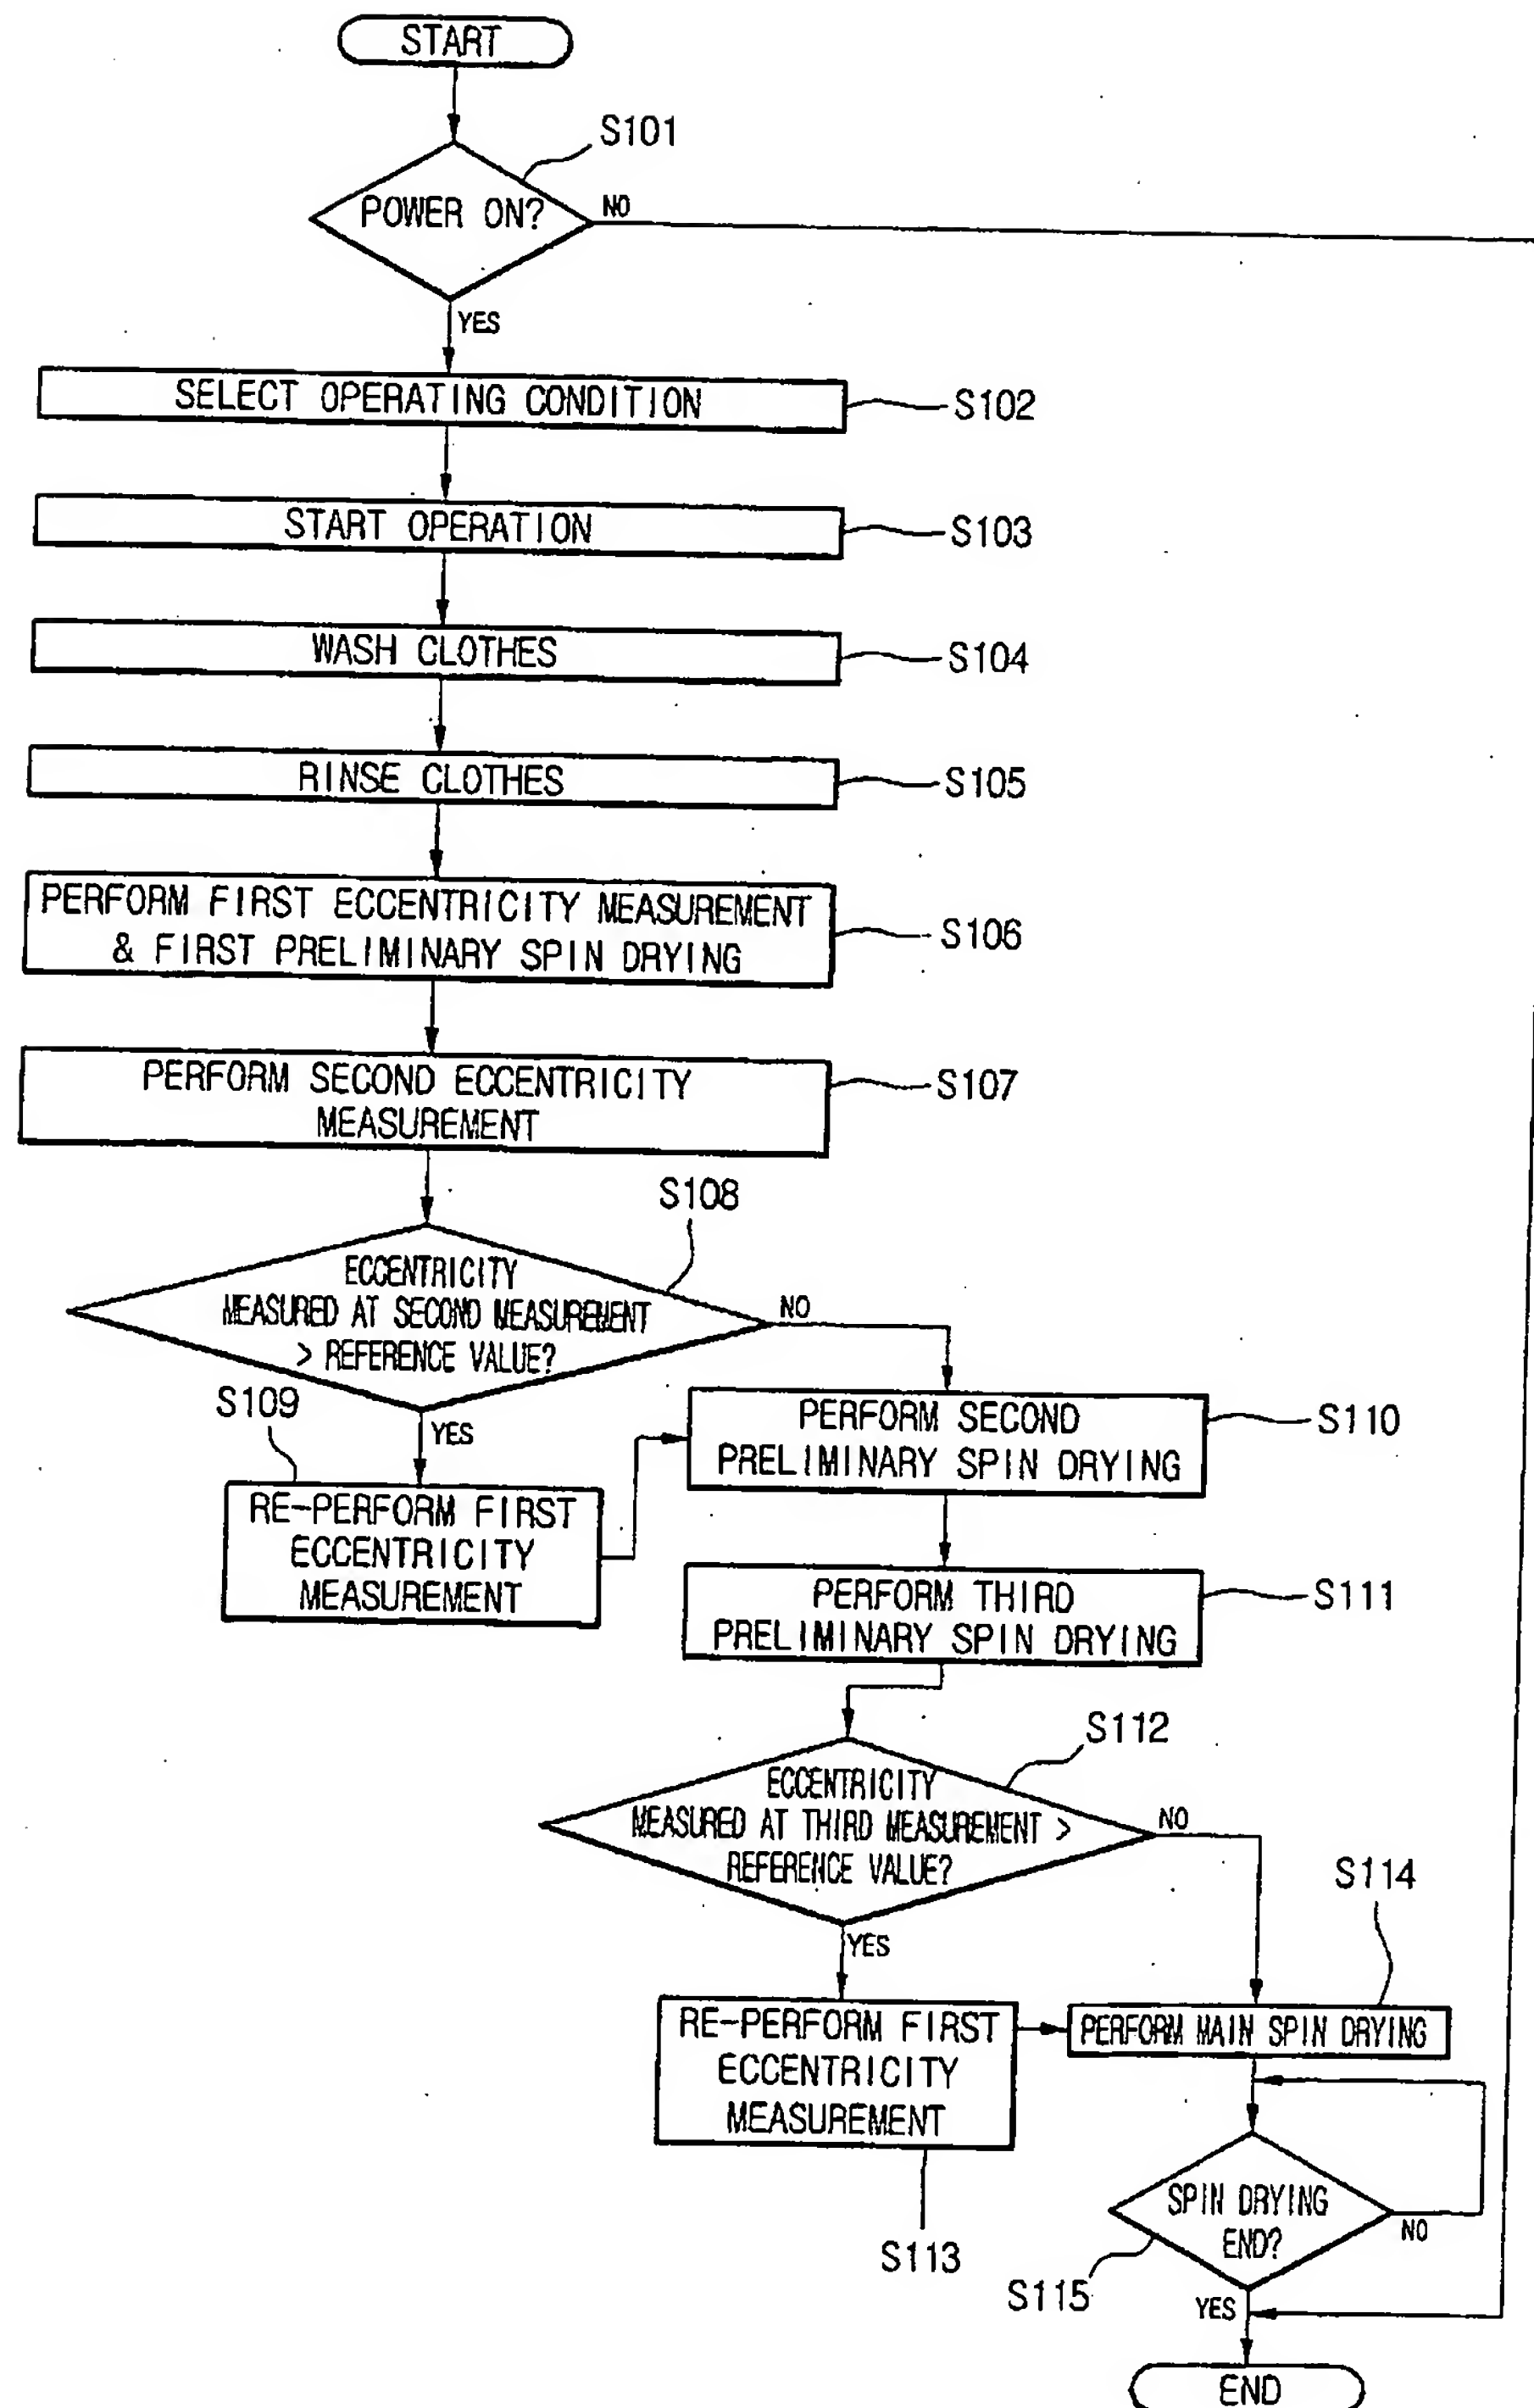 START
S101
POWER ON?
NO
YES
SELECT OPERATING CONDITION
S102
START OPERATION
S103
WASH CLOTHES
S104
RINSE CLOTHES
S105
PERFORM FIRST ECCENTRICITY MEASUREMENT
& FIRST PRELIMINARY SPIN DRYING
S106
PERFORM SECOND ECCENTRICITY
MEASUREMENT
S107
S108
ECCENTRICITY
MEASURED AT SECOND MEASUREMENT
> REFERENCE VALUE?
NO
YES
S109
RE-PERFORM FIRST
ECCENTRICITY
MEASUREMENT
PERFORM SECOND
PRELIMINARY SPIN DRYING
S110
PERFORM THIRD
PRELIMINARY SPIN DRYING
S111
S112
ECCENTRICITY
MEASURED AT THIRD MEASUREMENT >
REFERENCE VALUE?
NO
YES
S114
RE-PERFORM FIRST
ECCENTRICITY
MEASUREMENT
S113
PERFORM MAIN SPIN DRYING
SPIN DRYING
END?
NO
S115
YES
END